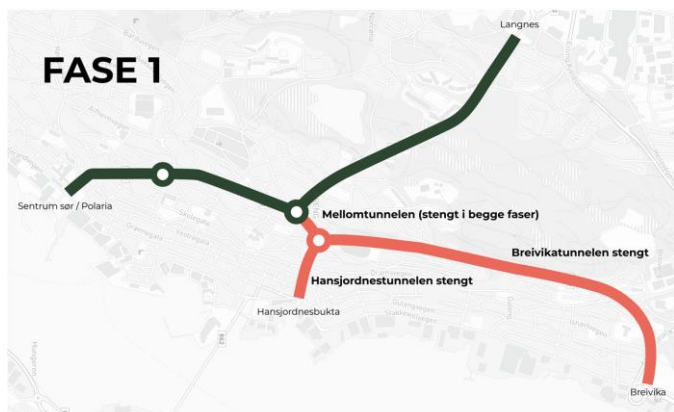 Langnes
FASE 1
Sentrum sør / Polaria
Mellomtunnelen (stengt i begge faser)
Breivikatunnelen stengt
Hansjordnestunnelen stengt
Hansjordnesbukta
Breivika